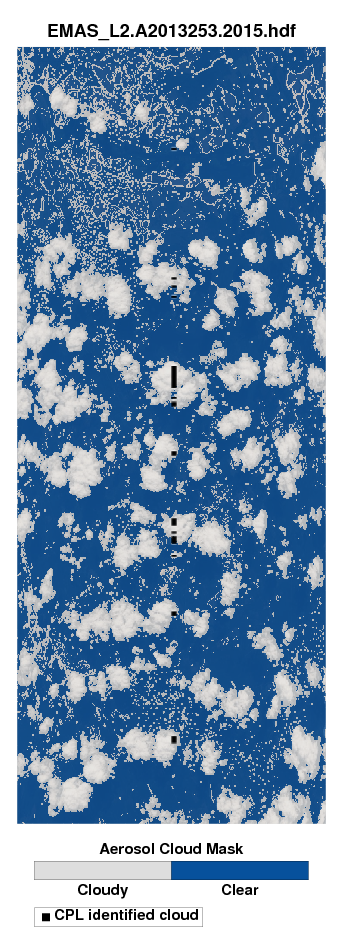 EMAS_L2.A2013253.2015.hdf
Aerosol Cloud Mask
Cloudy Clear
CPL identified cloud